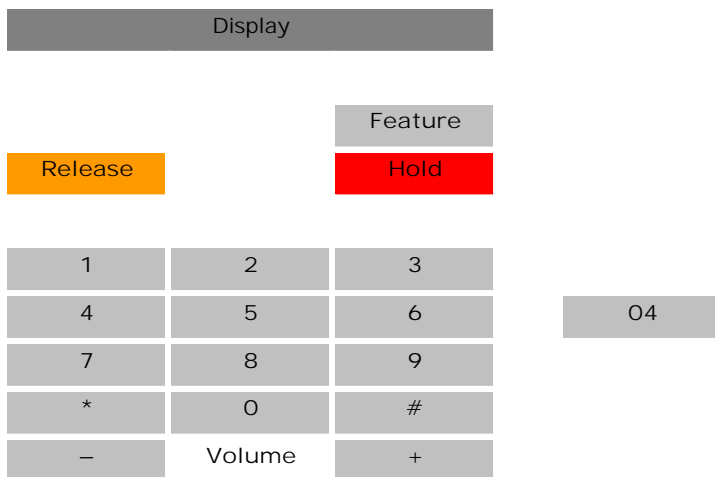 Display
Feature
Release Hold
1 2 3
4 5 6 04
7 8 9
* 0 #
– Volume +